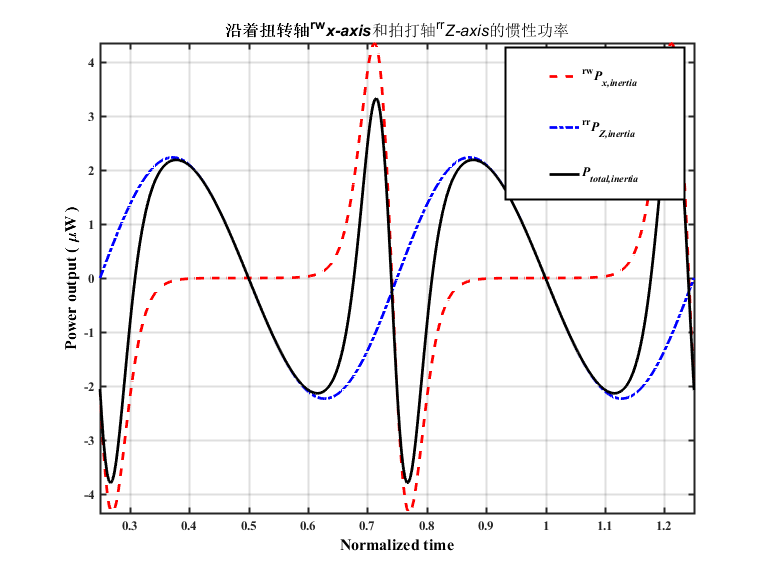 沿着扭转轴rwx-axis和拍打轴rrZ-axis的惯性功率
rwPx,inertia
rrPZ,inertia
Ptotal,inertia
Power output ( μW )
4
3
2
1
0
-1
-2
-3
-4
0.3 0.4 0.5 0.6 0.7 0.8 0.9 1 1.1 1.2
Normalized time